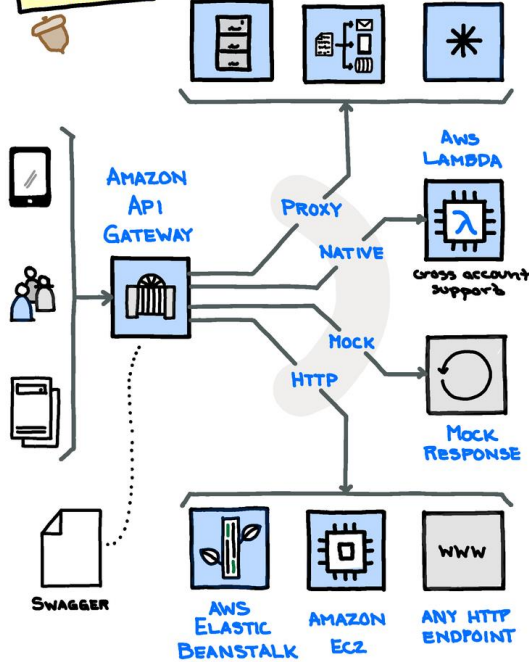 AWS
LAMBDA
AMAZON
API
GATEWAY
PROXY
NATIVE
cross account
support
MOCK
HTTP
MOCK
RESPONSE
SWAGGER
AWS
ELASTIC
BEANSTALK
AMAZON
EC2
WWW
ANY HTTP
ENDPOINT
λ